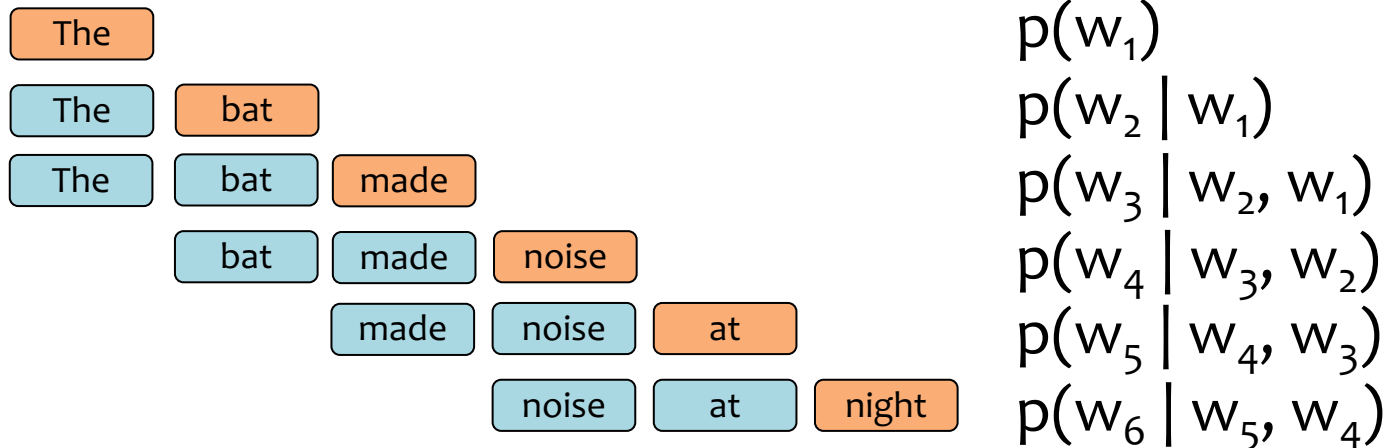 The p(w₁)
The bat p(w₂ | w₁)
The bat made p(w₃ | w₂, w₁)
bat made noise p(w₄ | w₃, w₂)
made noise at p(w₅ | w₄, w₃)
noise at night p(w₆ | w₅, w₄)